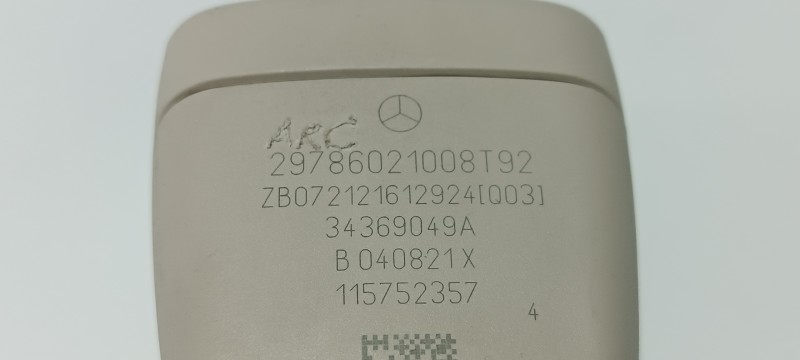 ARC
29786021008T92
ZB072121612924[Q03]
34369049A
B 040821 X
115752357
4